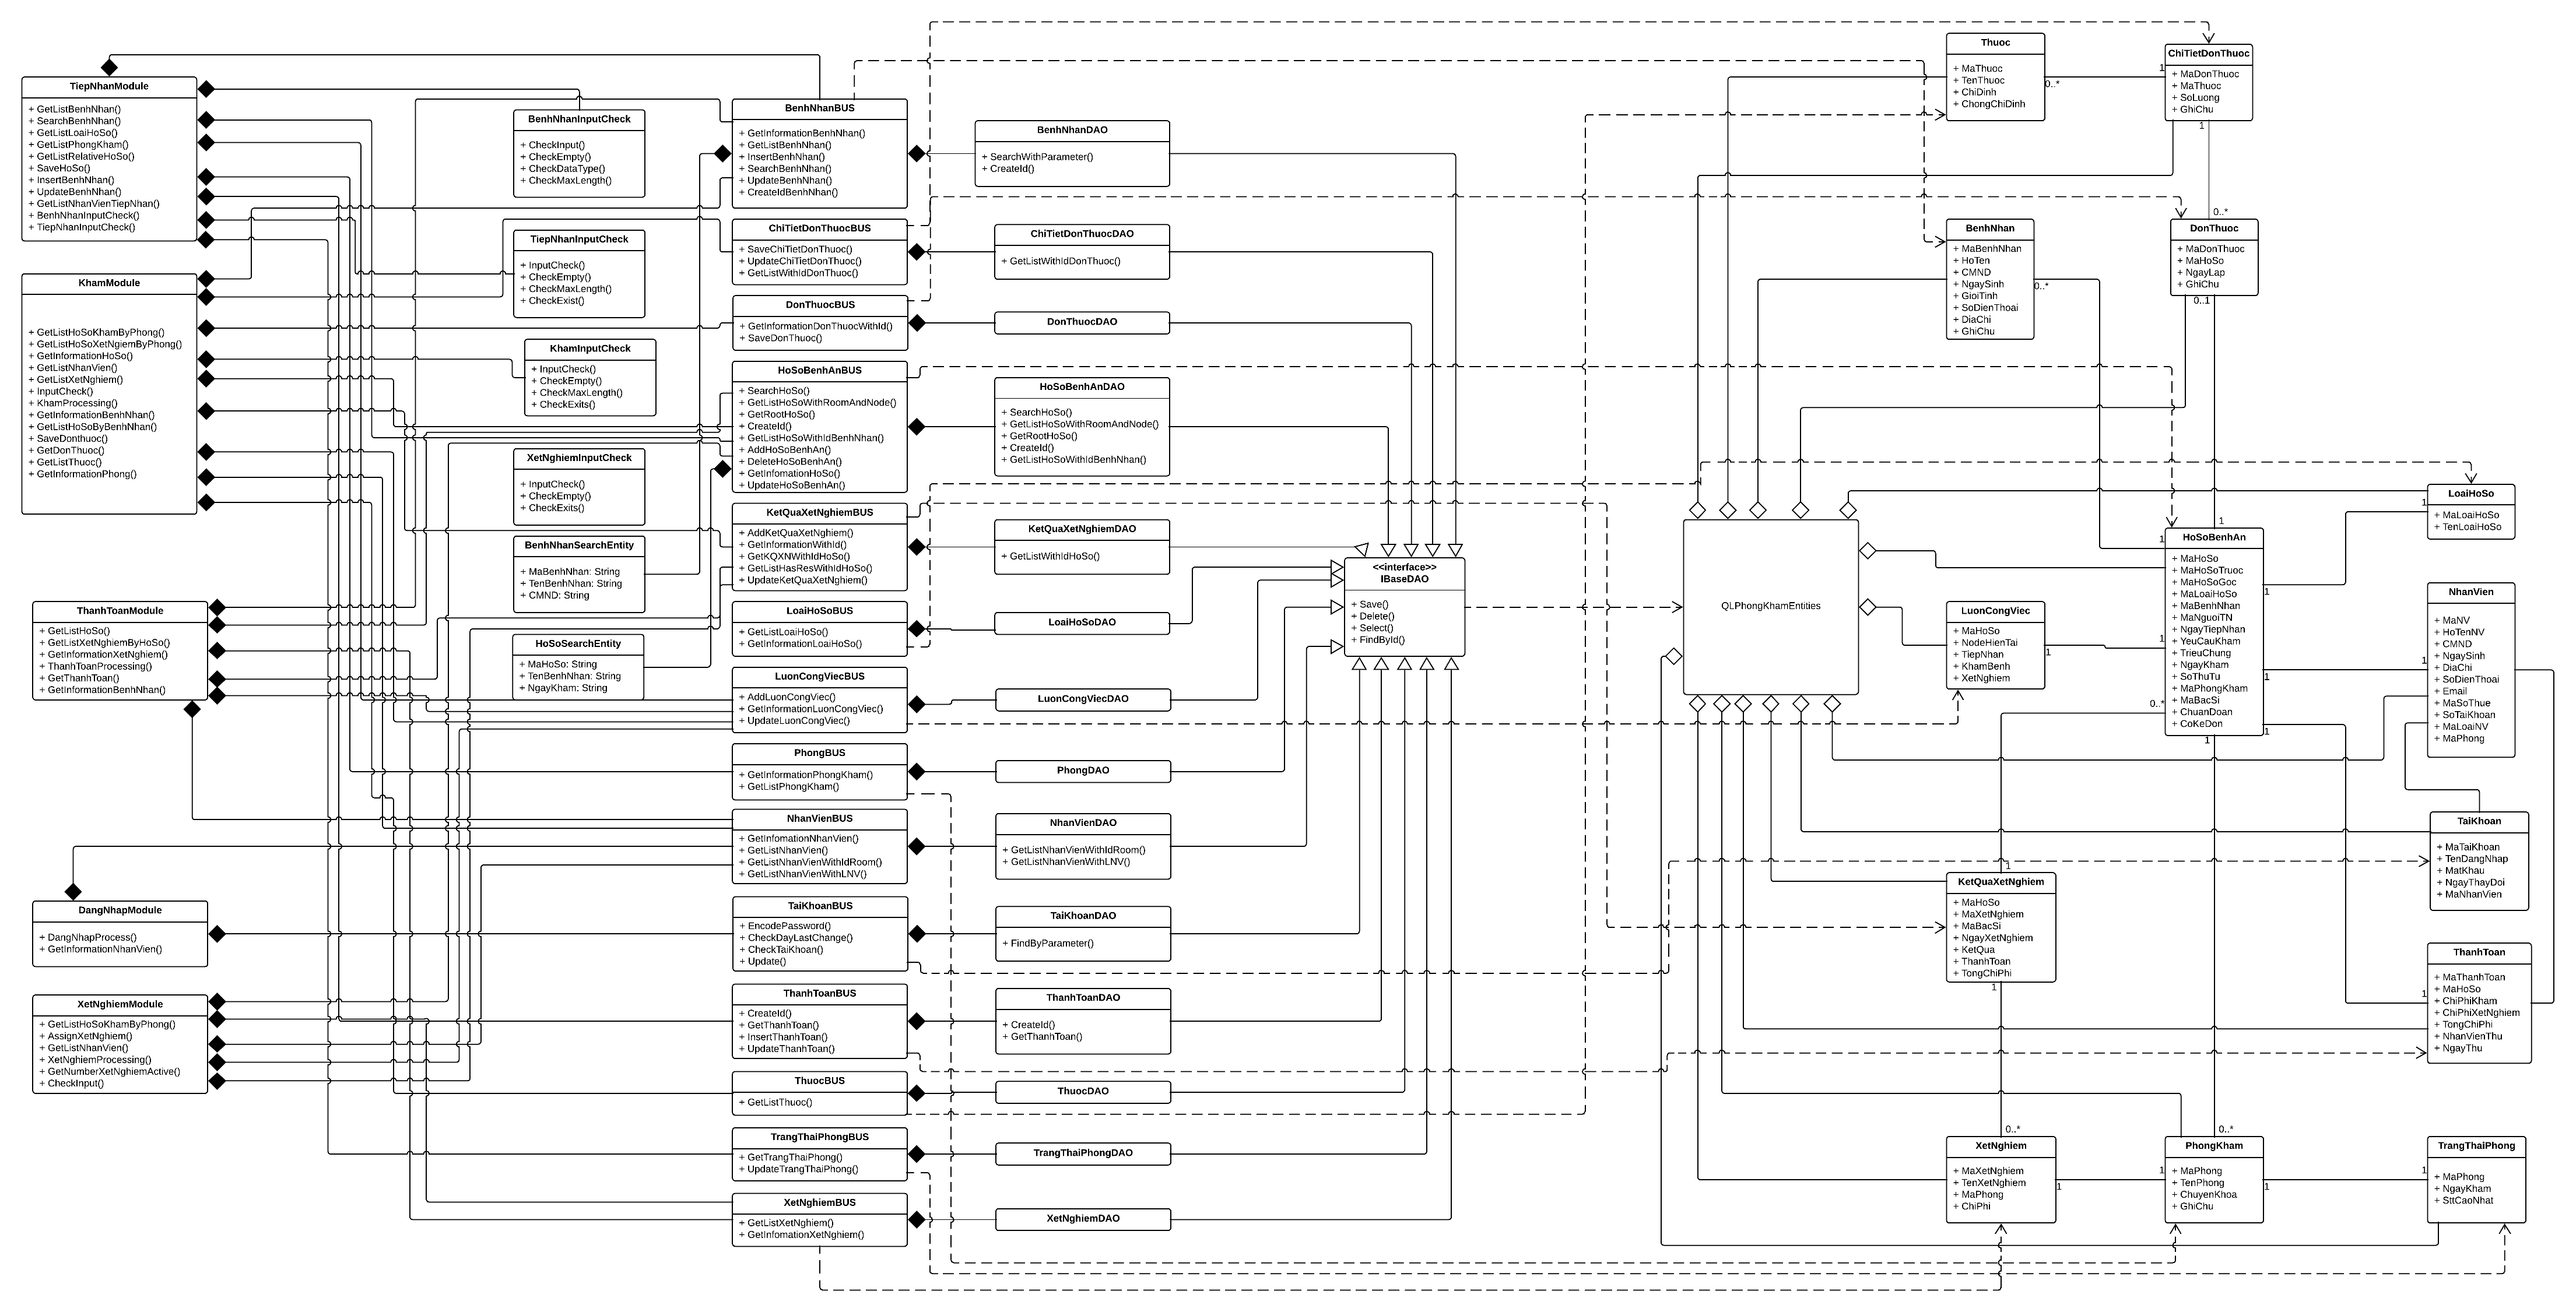 TiepNhanModule
+ GetListBenhNhan()
+ SearchBenhNhan()
+ GetListLoaiHoSo()
+ GetListPhongKham()
+ GetListRelativeHoSo()
+ SaveHoSo()
+ InsertBenhNhan()
+ UpdateBenhNhan()
+ GetListNhanVienTiepNhan()
+ BenhNhanInputCheck()
+ TiepNhanInputCheck()
KhamModule
+ GetListHoSoKhamByPhong()
+ GetListHoSoXetNgiemByPhong()
+ GetInformationHoSo()
+ GetListNhanVien()
+ GetListXetNghiem()
+ InputCheck()
+ KhamProcessing()
+ GetInformationBenhNhan()
+ GetListHoSoByBenhNhan()
+ SaveDonthuoc()
+ GetDonThuoc()
+ GetListThuoc()
+ GetInformationPhong()
ThanhToanModule
+ GetListHoSo()
+ GetListXetNghiemByHoSo()
+ GetInformationXetNghiem()
+ ThanhToanProcessing()
+ GetThanhToan()
+ GetInformationBenhNhan()
DangNhapModule
+ DangNhapProcess()
+ GetInformationNhanVien()
XetNghiemModule
+ GetListHoSoKhamByPhong()
+ AssignXetNghiem()
+ GetListNhanVien()
+ XetNghiemProcessing()
+ GetNumberXetNghiemActive()
+ CheckInput()
BenhNhanInputCheck
+ CheckInput()
+ CheckEmpty()
+ CheckDataType()
+ CheckMaxLength()
TiepNhanInputCheck
+ InputCheck()
+ CheckEmpty()
+ CheckMaxLength()
+ CheckExist()
KhamInputCheck
+ InputCheck()
+ CheckEmpty()
+ CheckMaxLength()
+ CheckExits()
XetNghiemInputCheck
+ InputCheck()
+ CheckEmpty()
+ CheckExits()
BenhNhanSearchEntity
+ MaBenhNhan: String
+ TenBenhNhan: String
+ CMND: String
HoSoSearchEntity
+ MaHoSo: String
+ TenBenhNhan: String
+ NgayKham: String
BenhNhanBUS
+ GetInformationBenhNhan()
+ GetListBenhNhan()
+ InsertBenhNhan()
+ SearchBenhNhan()
+ UpdateBenhNhan()
+ CreateIdBenhNhan()
ChiTietDonThuocBUS
+ SaveChiTietDonThuoc()
+ UpdateChiTietDonThuoc()
+ GetListWithIdDonThuoc()
DonThuocBUS
+ GetInformationDonThuocWithId()
+ SaveDonThuoc()
HoSoBenhAnBUS
+ SearchHoSo()
+ GetListHoSoWithRoomAndNode()
+ GetRootHoSo()
+ CreateId()
+ GetListHoSoWithIdBenhNhan()
+ AddHoSoBenhAn()
+ DeleteHoSoBenhAn()
+ GetInfomationHoSo()
+ UpdateHoSoBenhAn()
KetQuaXetNghiemBUS
+ AddKetQuaXetNghiem()
+ GetInformationWithId()
+ GetKQXNWithIdHoSo()
+ GetListHasResWithIdHoSo()
+ UpdateKetQuaXetNghiem()
LoaiHoSoBUS
+ GetListLoaiHoSo()
+ GetInformationLoaiHoSo()
LuonCongViecBUS
+ AddLuonCongViec()
+ GetInformationLuonCongViec()
+ UpdateLuonCongViec()
PhongBUS
+ GetInformationPhongKham()
+ GetListPhongKham()
NhanVienBUS
+ GetInfomationNhanVien()
+ GetListNhanVien()
+ GetListNhanVienWithIdRoom()
+ GetListNhanVienWithLNV()
TaiKhoanBUS
+ EncodePassword()
+ CheckDayLastChange()
+ CheckTaiKhoan()
+ Update()
ThanhToanBUS
+ CreateId()
+ GetThanhToan()
+ InsertThanhToan()
+ UpdateThanhToan()
ThuocBUS
+ GetListThuoc()
TrangThaiPhongBUS
+ GetTrangThaiPhong()
+ UpdateTrangThaiPhong()
XetNghiemBUS
+ GetListXetNghiem()
+ GetInfomationXetNghiem()
BenhNhanDAO
+ SearchWithParameter()
+ CreateId()
ChiTietDonThuocDAO
+ GetListWithIdDonThuoc()
DonThuocDAO
HoSoBenhAnDAO
+ SearchHoSo()
+ GetListHoSoWithRoomAndNode()
+ GetRootHoSo()
+ CreateId()
+ GetListHoSoWithIdBenhNhan()
KetQuaXetNghiemDAO
+ GetListWithIdHoSo()
LoaiHoSoDAO
LuonCongViecDAO
PhongDAO
NhanVienDAO
+ GetListNhanVienWithIdRoom()
+ GetListNhanVienWithLNV()
TaiKhoanDAO
+ FindByParameter()
ThanhToanDAO
+ CreateId()
+ GetThanhToan()
ThuocDAO
TrangThaiPhongDAO
XetNghiemDAO
<<interface>>
IBaseDAO
+ Save()
+ Delete()
+ Select()
+ FindById()
QLPhongKhamEntities
Thuoc
+ MaThuoc
+ TenThuoc
+ ChiDinh
+ ChongChiDinh
0..*
1
ChiTietDonThuoc
+ MaDonThuoc
+ MaThuoc
+ SoLuong
+ GhiChu
1
0..*
BenhNhan
+ MaBenhNhan
+ HoTen
+ CMND
+ NgaySinh
+ GioiTinh
+ SoDienThoai
+ DiaChi
+ GhiChu
0..*
DonThuoc
+ MaDonThuoc
+ MaHoSo
+ NgayLap
+ GhiChu
0..1
1
LoaiHoSo
+ MaLoaiHoSo
+ TenLoaiHoSo
1
HoSoBenhAn
+ MaHoSo
+ MaHoSoTruoc
+ MaHoSoGoc
+ MaLoaiHoSo
+ MaBenhNhan
+ MaNguoiTN
+ NgayTiepNhan
+ YeuCauKham
+ TrieuChung
+ NgayKham
+ SoThuTu
+ MaPhongKham
+ MaBacSi
+ ChuanDoan
+ CoKeDon
1
1
0..*
1
1
1
1
LuonCongViec
+ MaHoSo
+ NodeHienTai
+ TiepNhan
+ KhamBenh
+ XetNghiem
1
NhanVien
+ MaNV
+ HoTenNV
+ CMND
+ NgaySinh
+ DiaChi
+ SoDienThoai
+ Email
+ MaSoThue
+ SoTaiKhoan
+ MaLoaiNV
+ MaPhong
1
TaiKhoan
+ MaTaiKhoan
+ TenDangNhap
+ MatKhau
+ NgayThayDoi
+ MaNhanVien
KetQuaXetNghiem
+ MaHoSo
+ MaXetNghiem
+ MaBacSi
+ NgayXetNghiem
+ KetQua
+ ThanhToan
+ TongChiPhi
1
1
ThanhToan
+ MaThanhToan
+ MaHoSo
+ ChiPhiKham
+ ChiPhiXetNghiem
+ TongChiPhi
+ NhanVienThu
+ NgayThu
1
XetNghiem
+ MaXetNghiem
+ TenXetNghiem
+ MaPhong
+ ChiPhi
0..*
1
PhongKham
+ MaPhong
+ TenPhong
+ ChuyenKhoa
+ GhiChu
0..*
1
1
TrangThaiPhong
+ MaPhong
+ NgayKham
+ SttCaoNhat
1